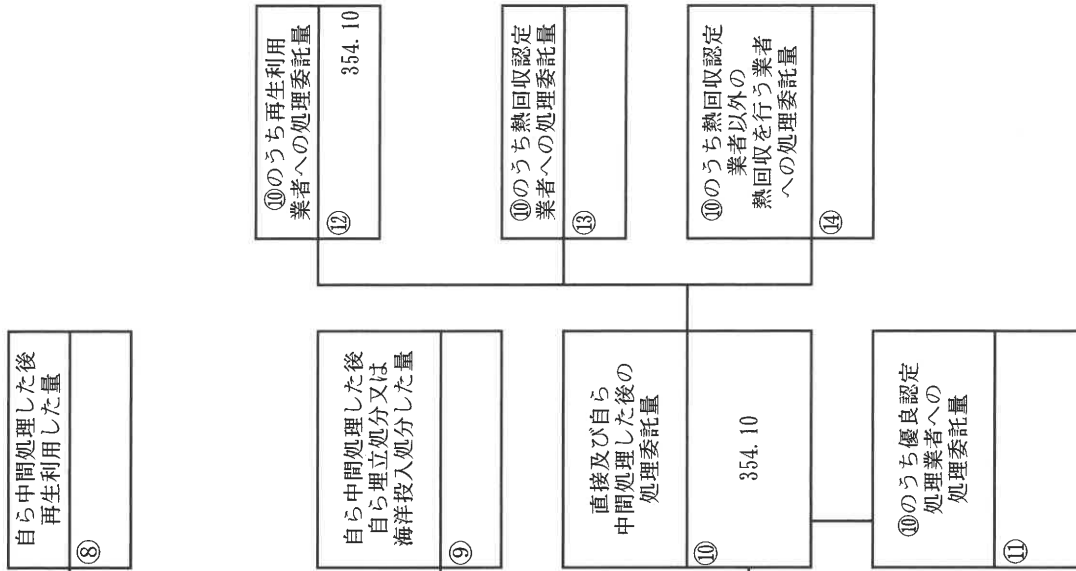 自ら中間処理した後
再生利用した量
⑧
自ら中間処理した後
自ら埋立処分又は
海洋投入処分した量
⑨
直接及び自ら
中間処理した後の
処理委託量
⑩
354.10
⑩のうち優良認定
処理業者への
処理委託量
⑪
⑩のうち再生利用
業者への処理委託量
⑫
354.10
⑩のうち熱回収認定
業者への処理委託量
⑬
⑩のうち熱回収認定
業者以外の
熱回収を行う業者
への処理委託量
⑭